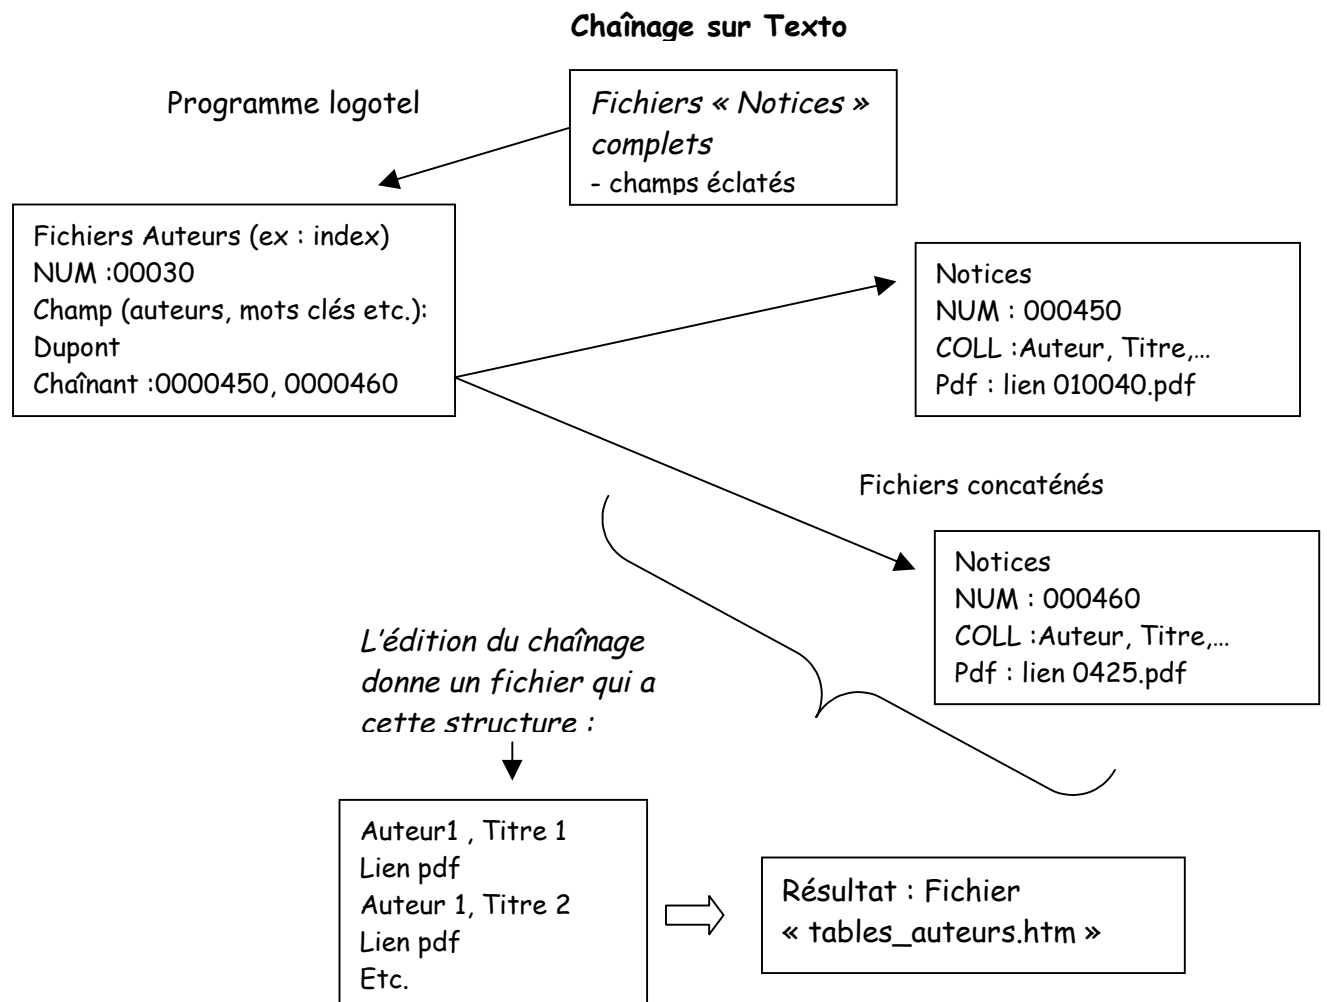 Chaînage sur Texto
Programme logotel
Fichiers « Notices »
complets
- champs éclatés
Fichiers Auteurs (ex : index)
NUM :00030
Champ (auteurs, mots clés etc.):
Dupont
Chaînant :0000450, 0000460
Notices
NUM : 000450
COLL :Auteur, Titre,…
Pdf : lien 010040.pdf
Fichiers concaténés
Notices
NUM : 000460
COLL :Auteur, Titre,…
Pdf : lien 0425.pdf
L’édition du chaînage
donne un fichier qui a
cette structure :
Auteur1 , Titre 1
Lien pdf
Auteur 1, Titre 2
Lien pdf
Etc.
Résultat : Fichier
« tables_auteurs.htm »